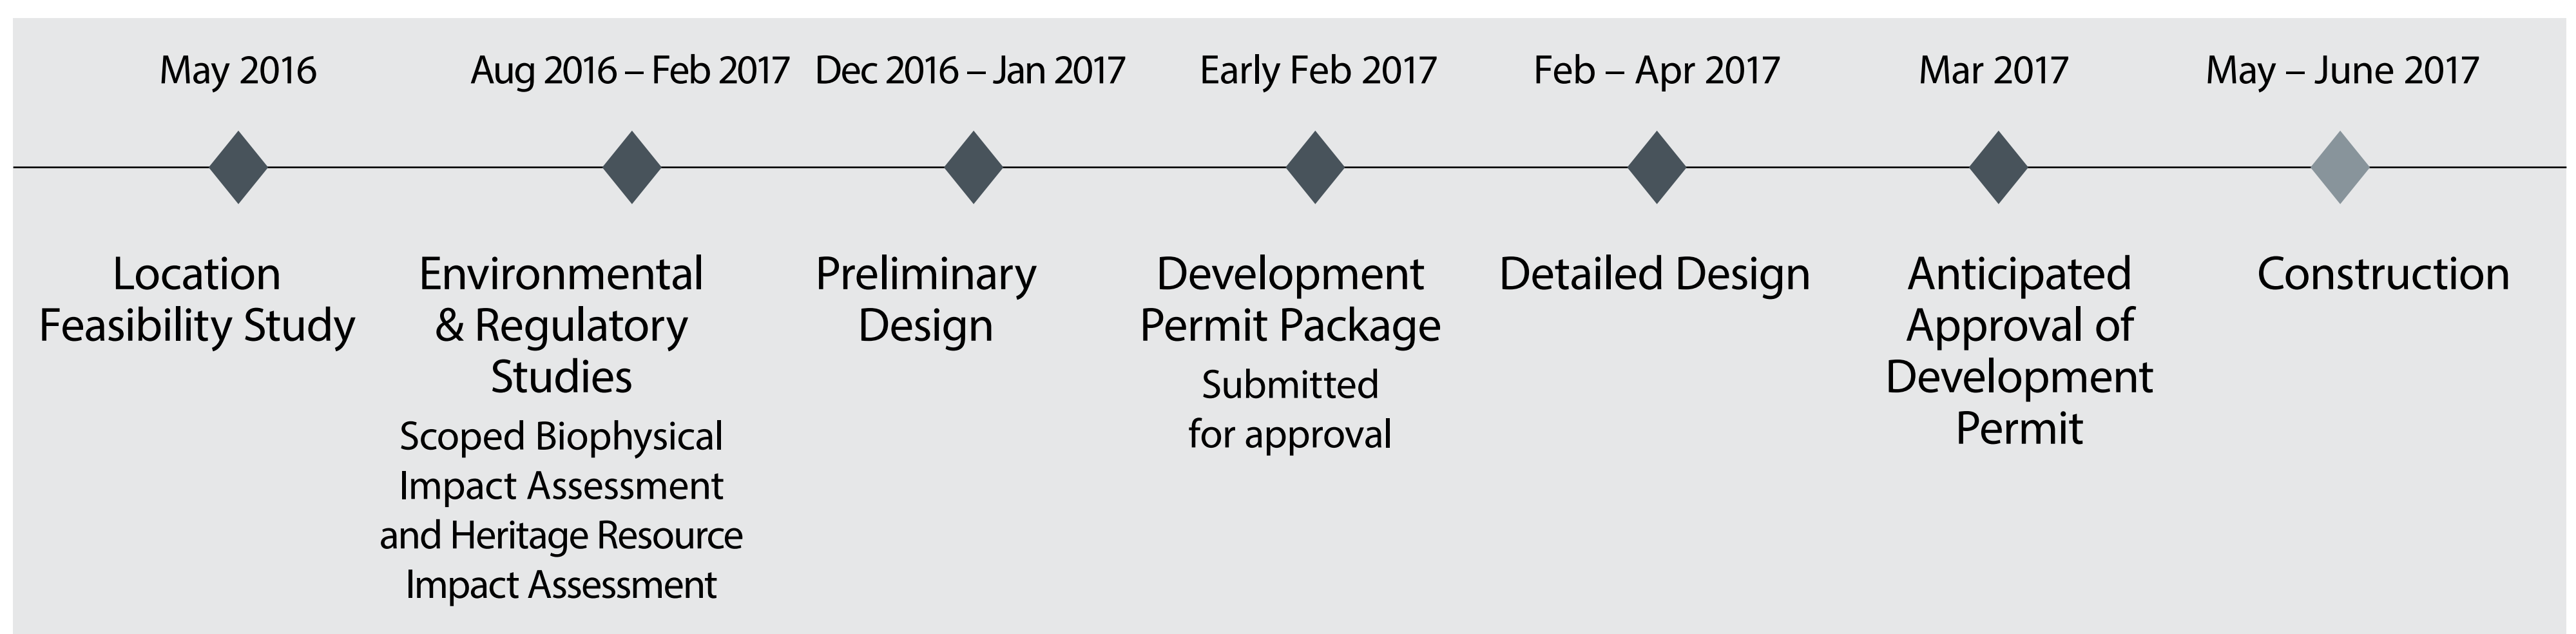 May 2016
Aug 2016 – Feb 2017
Dec 2016 – Jan 2017
Early Feb 2017
Feb – Apr 2017
Mar 2017
May – June 2017
Location
Feasibility Study
Environmental
& Regulatory
Studies
Scoped Biophysical
Impact Assessment
and Heritage Resource
Impact Assessment
Preliminary
Design
Development
Permit Package
Submitted
for approval
Detailed Design
Anticipated
Approval of
Development
Permit
Construction